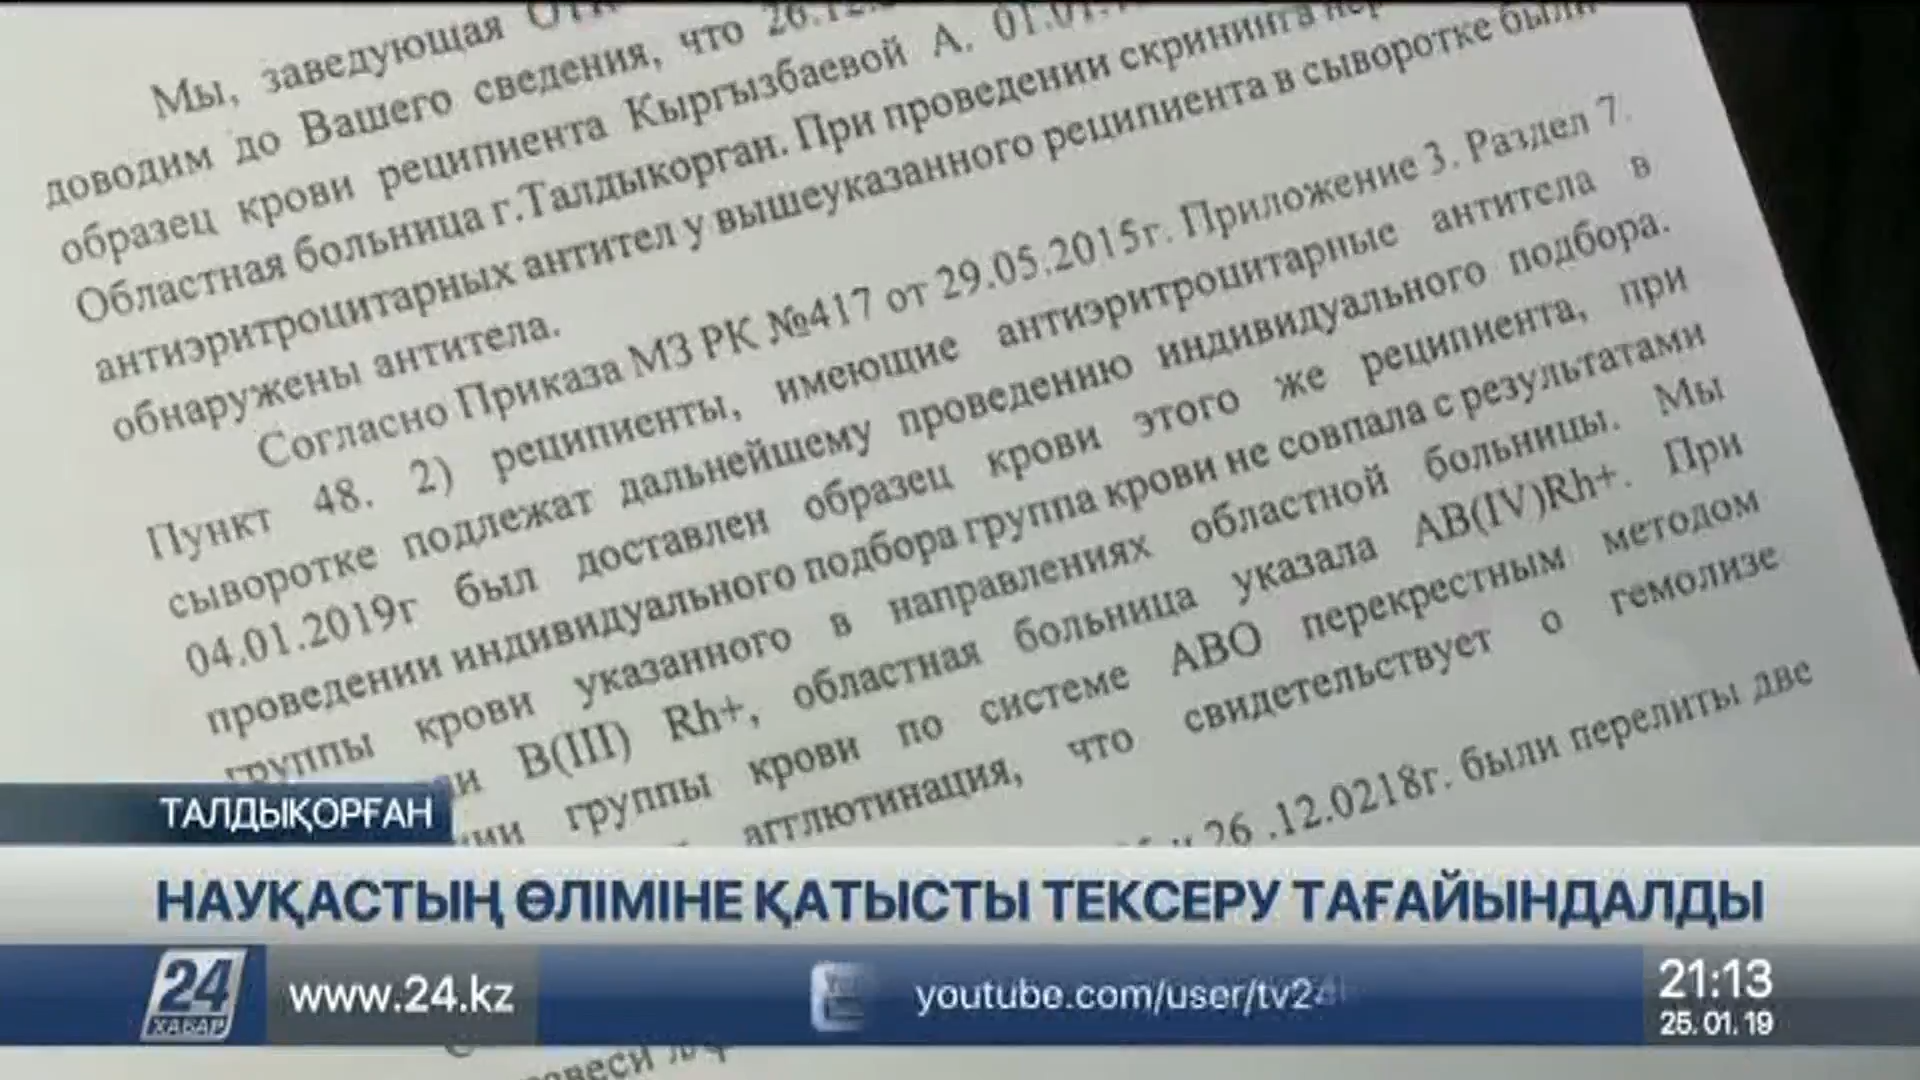 Мы, заведующая
доводим до Вашего сведения, что 26.12.
образец крови реципиента Кыргызбаевой А. 01.01.
Областная больница г.Талдыкорган. При проведении скрининга
антиэритроцитарных антител у вышеуказанного реципиента в сыворотке были
обнаружены антитела.
Согласно Приказа МЗ РК №417 от 29.05.2015г. Приложение 3. Раздел 7.
Пункт 48. 2) реципиенты, имеющие антиэритроцитарные антитела в
сыворотке подлежат дальнейшему проведению индивидуального подбора.
04.01.2019г был доставлен образец крови этого же реципиента, при
проведении индивидуального подбора группа крови не совпала с результатами
группы крови указанного в направлениях областной больницы. Мы
B(III) Rh+, областная больница указала AB(IV)Rh+. При
группы крови по системе АВО перекрестным методом
агглютинация, что свидетельствует о гемолизе
26 .12.0218г. были перелиты две
ТАЛДЫҚОРҒАН
НАУҚАСТЫҢ ӨЛІМІНЕ ҚАТЫСТЫ ТЕКСЕРУ ТАҒАЙЫНДАЛДЫ
24 ХАБАР www.24.kz youtube.com/user/tv24 21:13
25. 01. 19